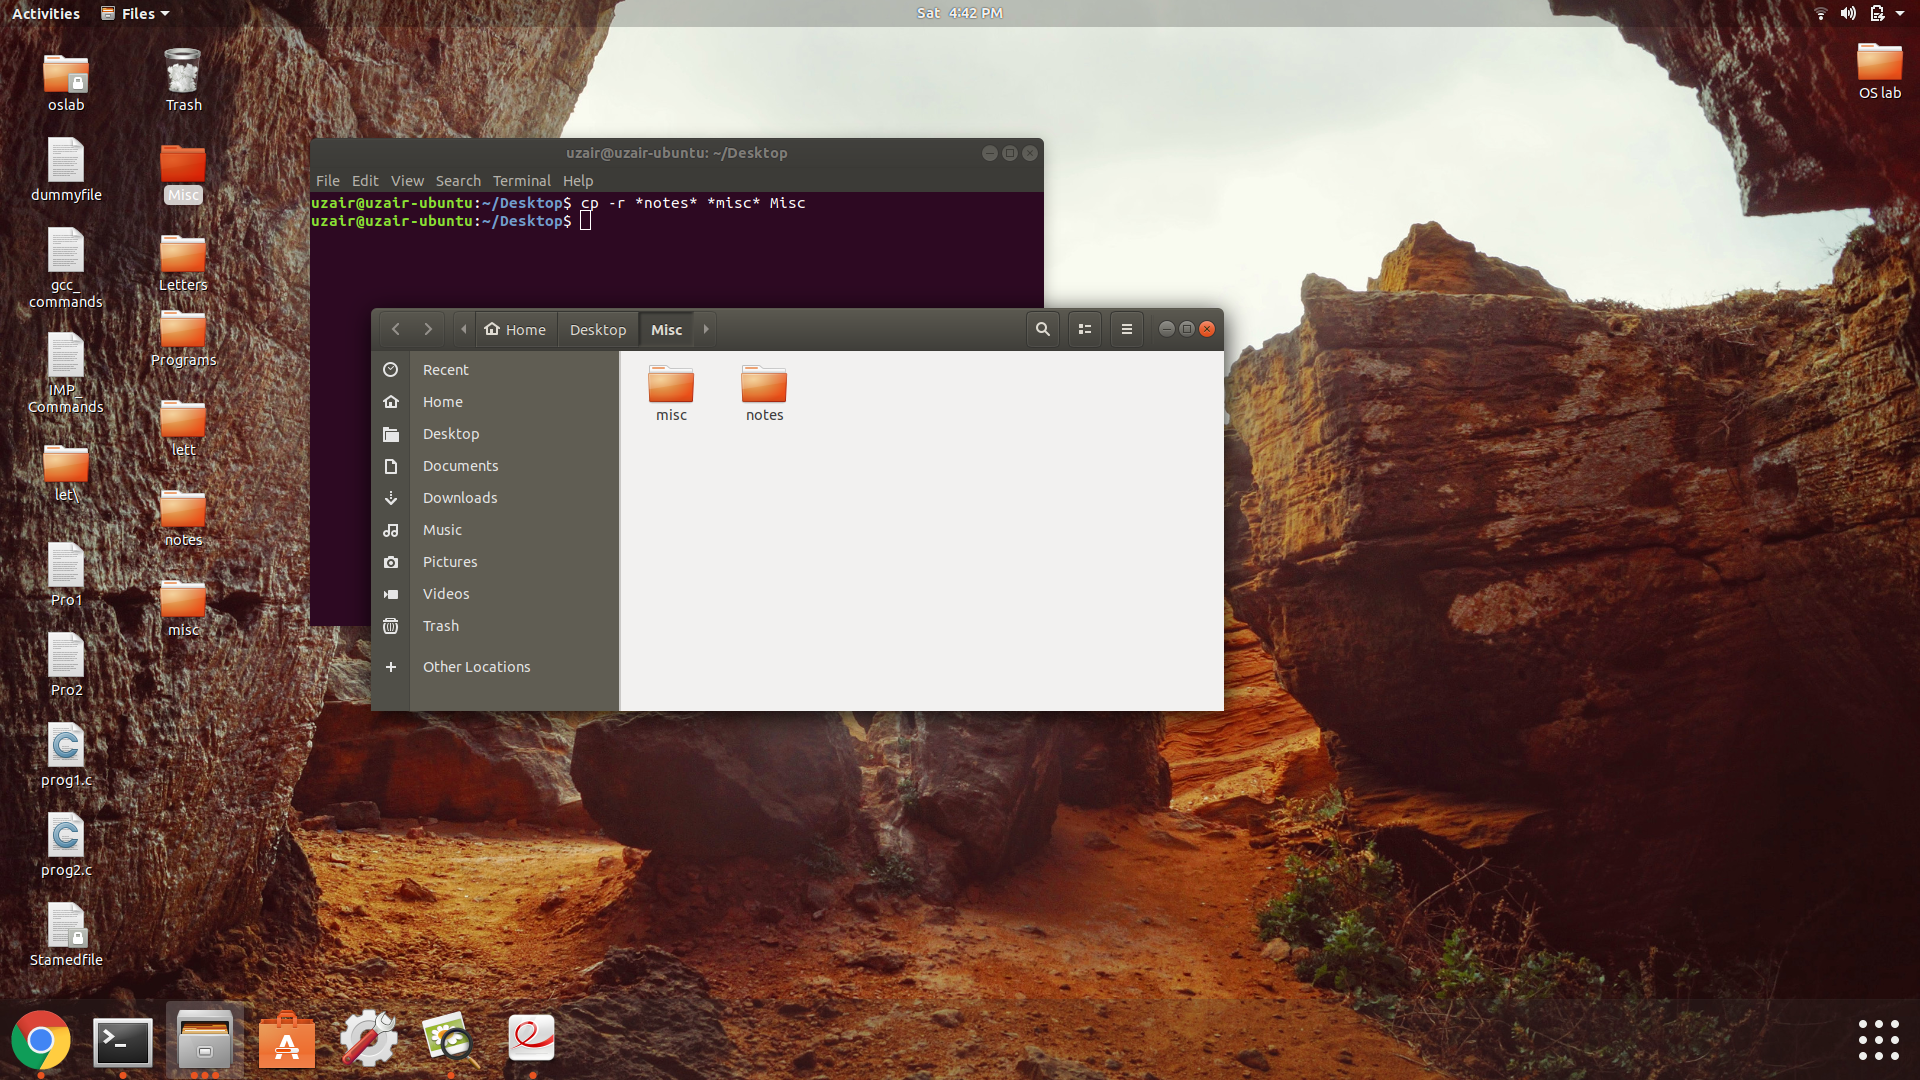 Activities
Files
Sat 4:42 PM
oslab
Trash
OS lab
dummyfile
Misc
gcc_
commands
Letters
IMP_
Commands
Programs
let\
lett
notes
Pro1
misc
Pro2
prog1.c
prog2.c
Stamedfile
uzair@uzair-ubuntu: ~/Desktop
File Edit View Search Terminal Help
uzair@uzair-ubuntu:~/Desktop$ cp -r *notes* *misc* Misc
uzair@uzair-ubuntu:~/Desktop$
Home Desktop Misc
Recent
Home
Desktop
Documents
Downloads
Music
Pictures
Videos
Trash
Other Locations
misc
notes